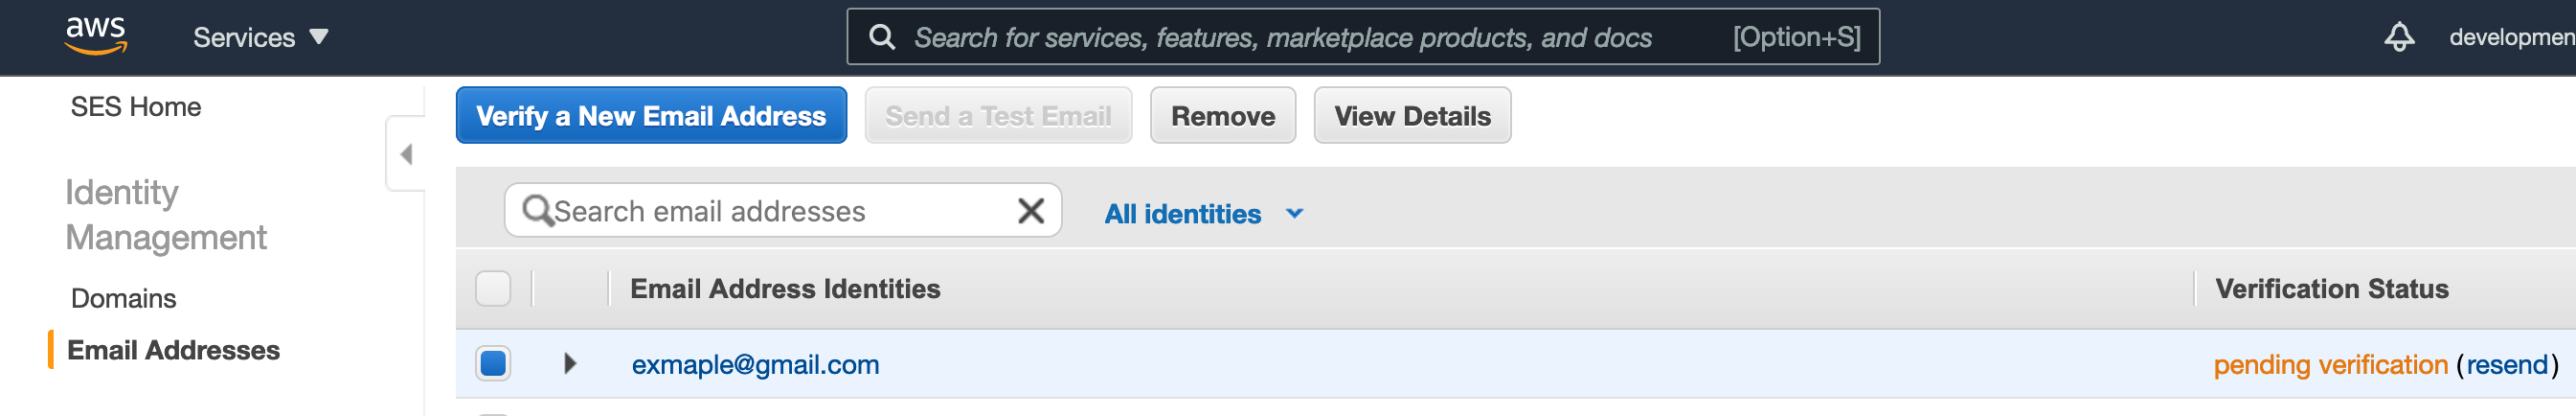 aws
Services
Search for services, features, marketplace products, and docs
[Option+S]
developmen
SES Home
Identity
Management
Domains
Email Addresses
Verify a New Email Address
Send a Test Email
Remove
View Details
Search email addresses
All identities
Email Address Identities
Verification Status
exmaple@gmail.com
pending verification (resend)